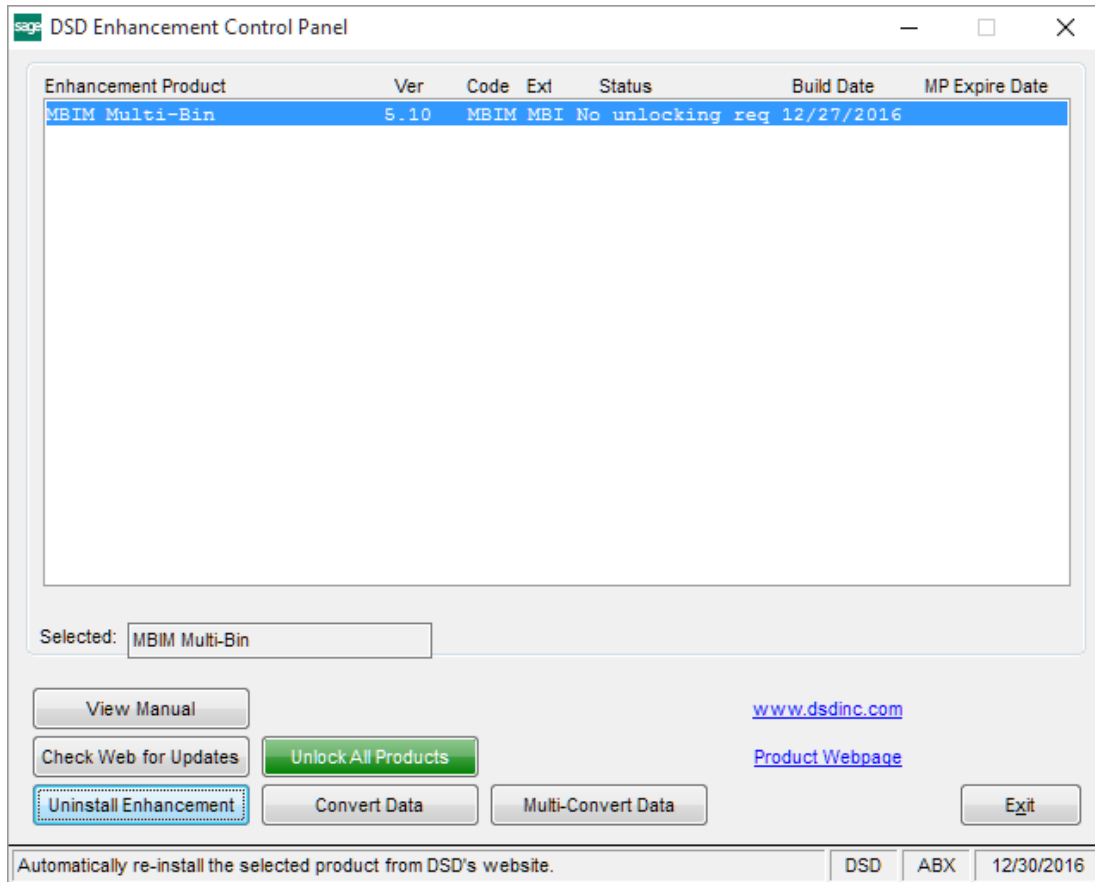 sage DSD Enhancement Control Panel
Enhancement Product Ver Code Ext Status Build Date MP Expire Date
MBIM Multi-Bin 5.10 MBIM MBI No unlocking req 12/27/2016
Selected: MBIM Multi-Bin
View Manual www.dsdinc.com
Check Web for Updates Unlock All Products Product Webpage
Uninstall Enhancement Convert Data Multi-Convert Data Exit
Automatically re-install the selected product from DSD's website. DSD ABX 12/30/2016